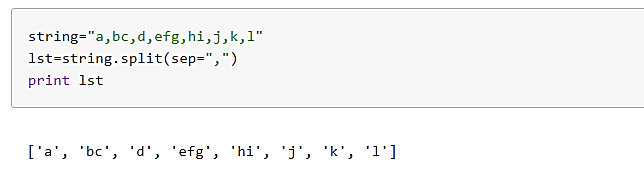 string="a,bc,d,efg,hi,j,k,l"
lst=string.split(sep=",")
print lst
['a', 'bc', 'd', 'efg', 'hi', 'j', 'k', 'l']